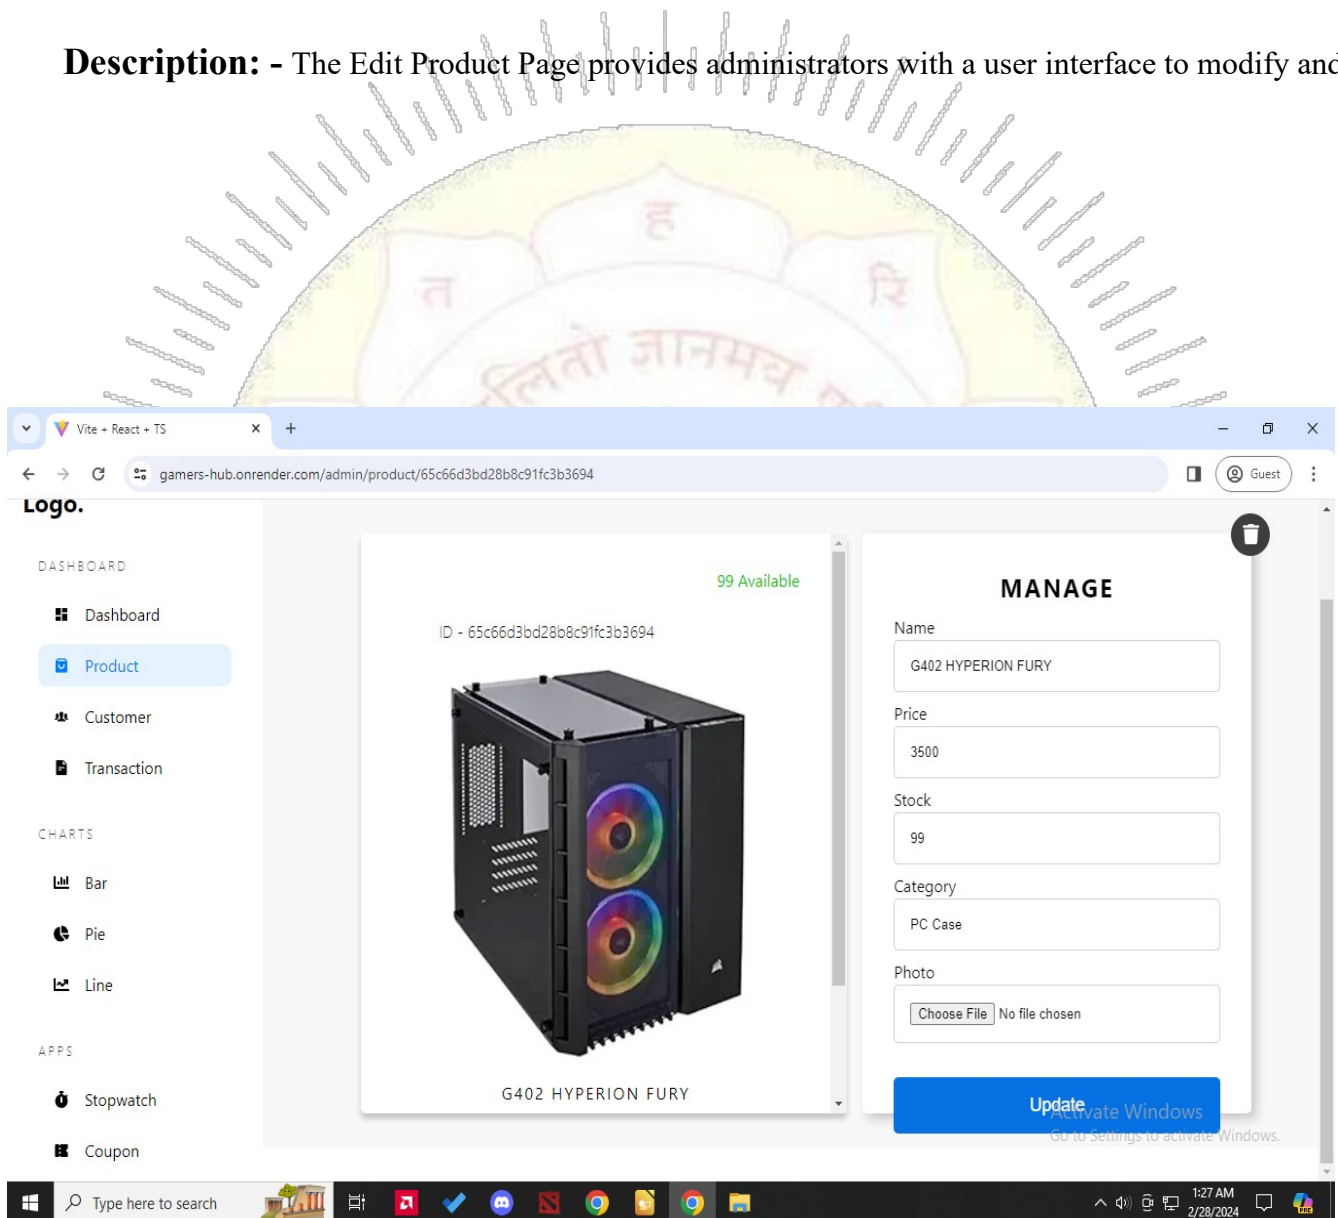 Description: - The Edit Product Page provides administrators with a user interface to modify and
ह
त
रि
ज्ञानमव
Vite + React + TS
gamers-hub.onrender.com/admin/product/65c66d3bd28b8c91fc3b3694
Guest
Logo.
DASHBOARD
Dashboard
Product
Customer
Transaction
CHARTS
Bar
Pie
Line
APPS
Stopwatch
Coupon
99 Available
ID - 65c66d3bd28b8c91fc3b3694
G402 HYPERION FURY
MANAGE
Name
G402 HYPERION FURY
Price
3500
Stock
99
Category
PC Case
Photo
Choose File No file chosen
Update
Activate Windows
Go to Settings to activate Windows.
Type here to search
1:27 AM
2/28/2024
PRE